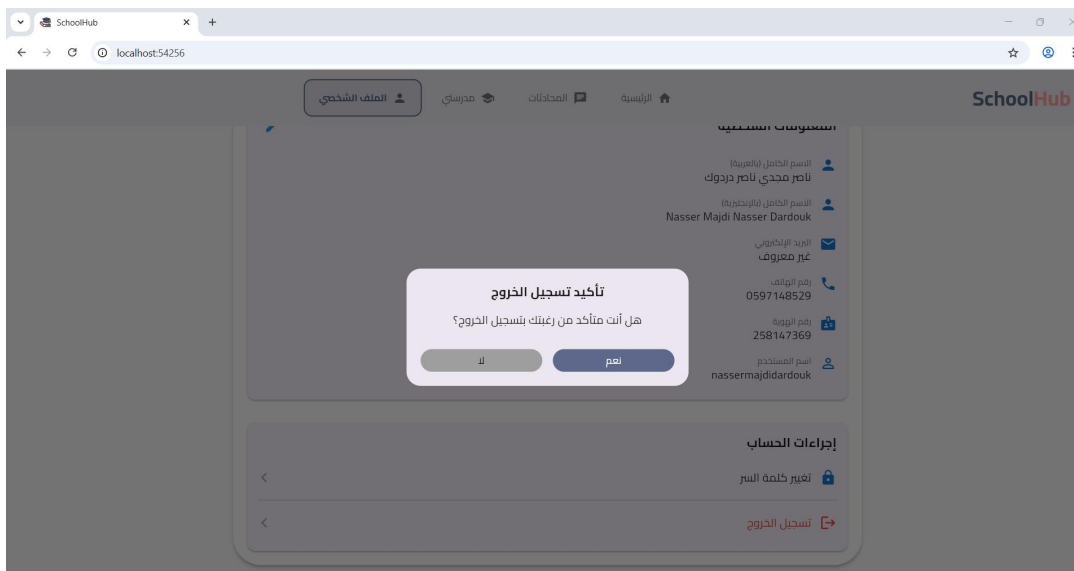 SchoolHub
localhost:54256
SchoolHub
الرئيسية
المحادثات
مدرستي
الملف الشخصي
المعلومات الشخصية
الاسم الكامل (بالعربية)
ناصر مجدي ناصر دردوك
الاسم الكامل (بالإنجليزية)
Nasser Majdi Nasser Dardouk
البريد الإلكتروني
غير معروف
رقم الهاتف
0597148529
رقم الهوية
258147369
اسم المستخدم
nassermajdidardouk
تأكيد تسجيل الخروج
هل أنت متأكد من رغبتك بتسجيل الخروج؟
نعم
لا
إجراءات الحساب
تغيير كلمة السر
تسجيل الخروج